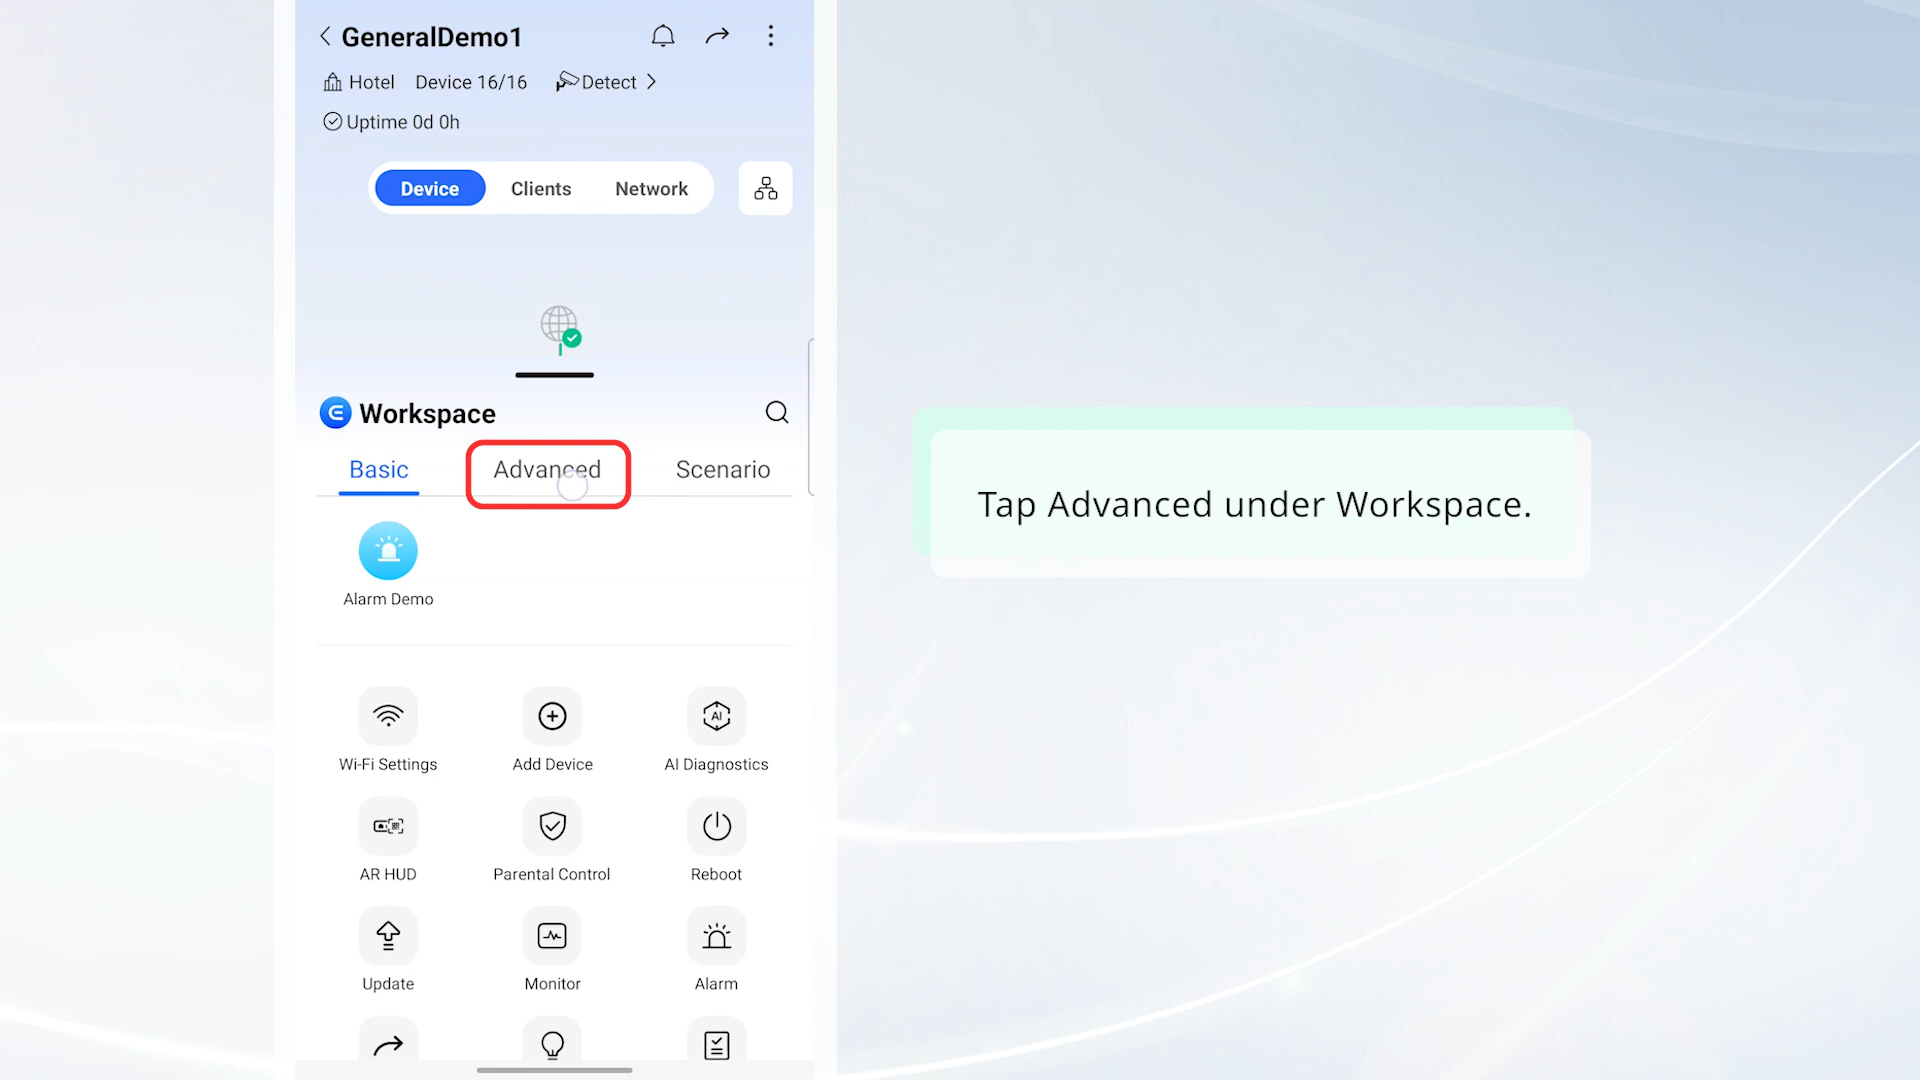 GeneralDemo1
Hotel Device 16/16 Detect
Uptime 0d 0h
Device Clients Network
Workspace
Basic Advanced Scenario
Alarm Demo
Tap Advanced under Workspace.
AI
Wi-Fi Settings Add Device AI Diagnostics
AR HUD Parental Control Reboot
Update Monitor Alarm